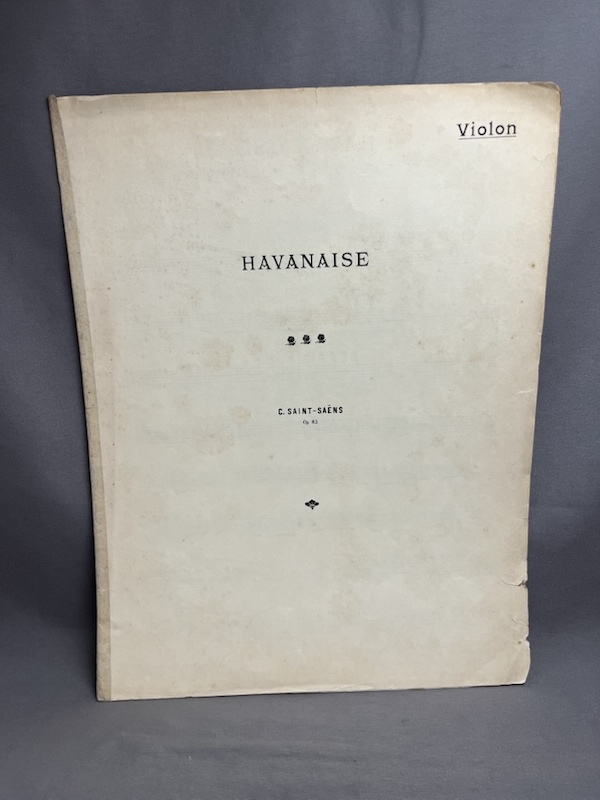 Violon
HAVANAISE
C. SAINT-SAËNS
Op. 83